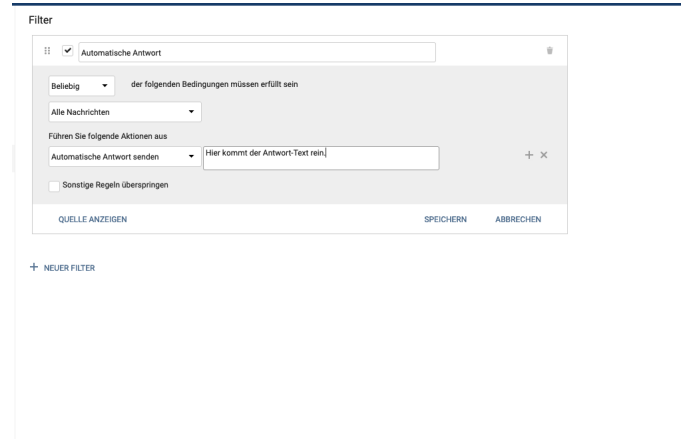 Filter
Automatische Antwort
Beliebig der folgenden Bedingungen müssen erfüllt sein
Alle Nachrichten
Führen Sie folgende Aktionen aus
Automatische Antwort senden Hier kommt der Antwort-Text rein.
Sonstige Regeln überspringen
QUELLE ANZEIGEN SPEICHERN ABBRECHEN
+ NEUER FILTER